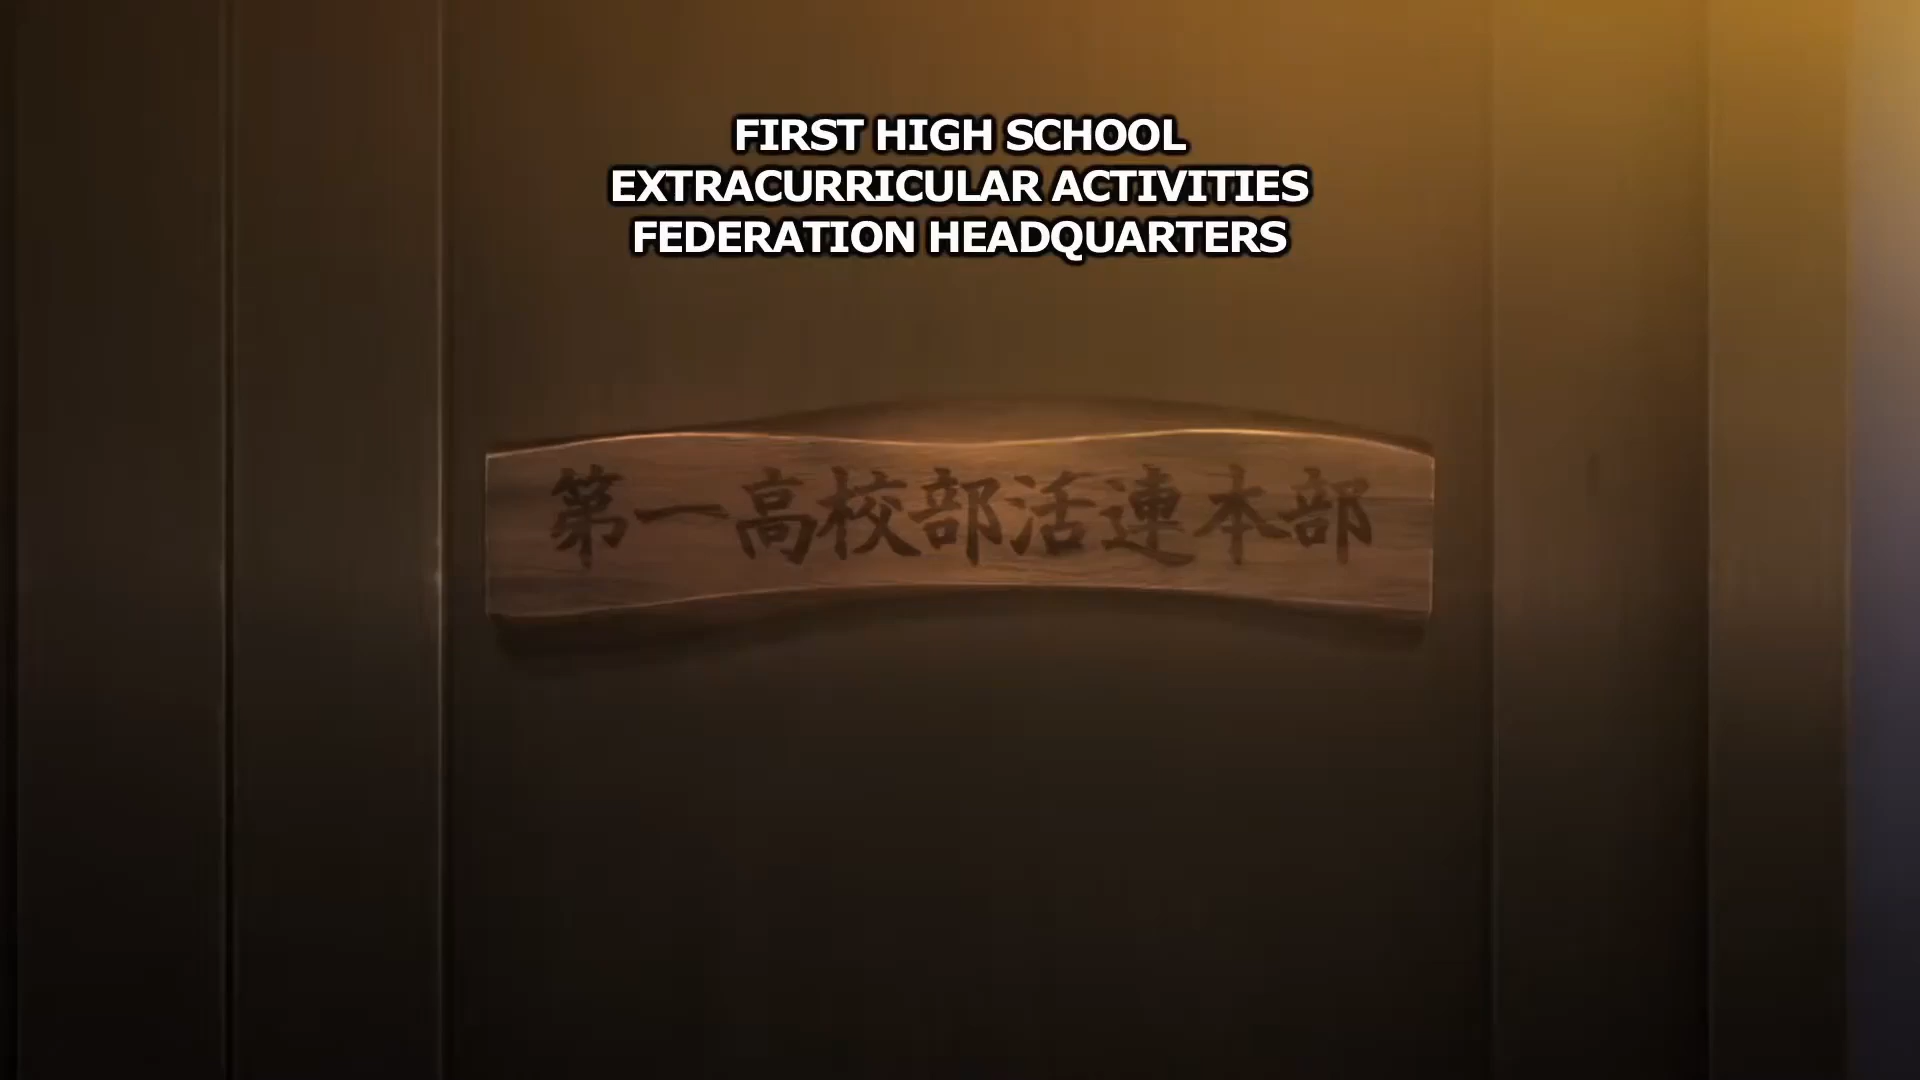 FIRST HIGH SCHOOL
EXTRACURRICULAR ACTIVITIES
FEDERATION HEADQUARTERS
第一高校部活連本部